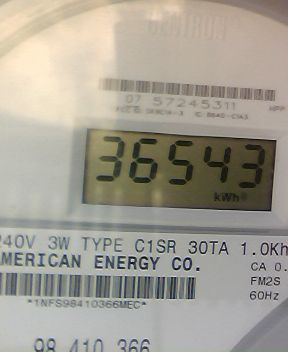 07 57245311
36543
kWh
240V 3W TYPE C1SR 30TA 1.0Kh
AMERICAN ENERGY CO.
CA 0.
FM2S
60Hz
*1NFS98410366MEC*
98 410 366